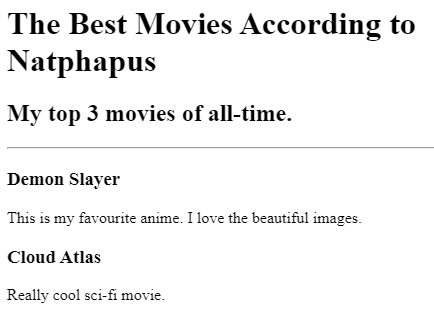 The Best Movies According to
Natphapus
My top 3 movies of all-time.
Demon Slayer
This is my favourite anime. I love the beautiful images.
Cloud Atlas
Really cool sci-fi movie.